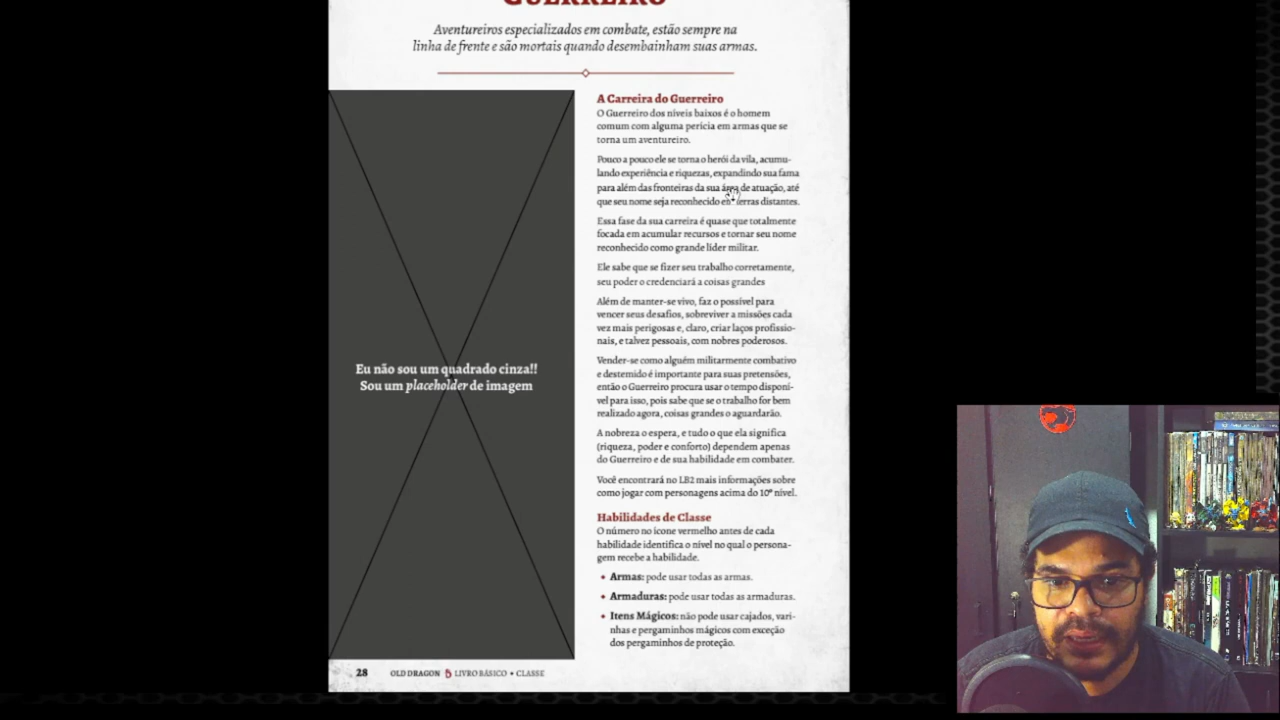 GUERREIRO
Aventureiros especializados em combate, estão sempre na
linha de frente e são mortais quando desembainham suas armas.
Eu não sou um quadrado cinza!!
Sou um placeholder de imagem
A Carreira do Guerreiro
O Guerreiro dos níveis baixos é o homem
comum com alguma perícia em armas que se
torna um aventureiro.
Pouco a pouco ele se torna o herói da vila, acumu-
lando experiência e riquezas, expandindo sua fama
para além das fronteiras da sua área de atuação, até
que seu nome seja reconhecido em terras distantes.
Essa fase da sua carreira é quase que totalmente
focada em acumular recursos e tornar seu nome
reconhecido como grande líder militar.
Ele sabe que se fizer seu trabalho corretamente,
seu poder o credenciará a coisas grandes
Além de manter-se vivo, faz o possível para
vencer seus desafios, sobreviver a missões cada
vez mais perigosas e, claro, criar laços profissio-
nais, e talvez pessoais, com nobres poderosos.
Vender-se como alguém militarmente combativo
e destemido é importante para suas pretensões,
então o Guerreiro procura usar o tempo disponí-
vel para isso, pois sabe que se o trabalho for bem
realizado agora, coisas grandes o aguardarão.
A nobreza o espera, e tudo o que ela significa
(riqueza, poder e conforto) dependem apenas
do Guerreiro e de sua habilidade em combater.
Você encontrará no LB2 mais informações sobre
como jogar com personagens acima do 10º nível.
Habilidades de Classe
O número no ícone vermelho antes de cada
habilidade identifica o nível no qual o persona-
gem recebe a habilidade.
• Armas: pode usar todas as armas.
• Armaduras: pode usar todas as armaduras.
• Itens Mágicos: não pode usar cajados, vari-
nhas e pergaminhos mágicos com exceção
dos pergaminhos de proteção.
28 OLD DRAGON LIVRO BÁSICO • CLASSE